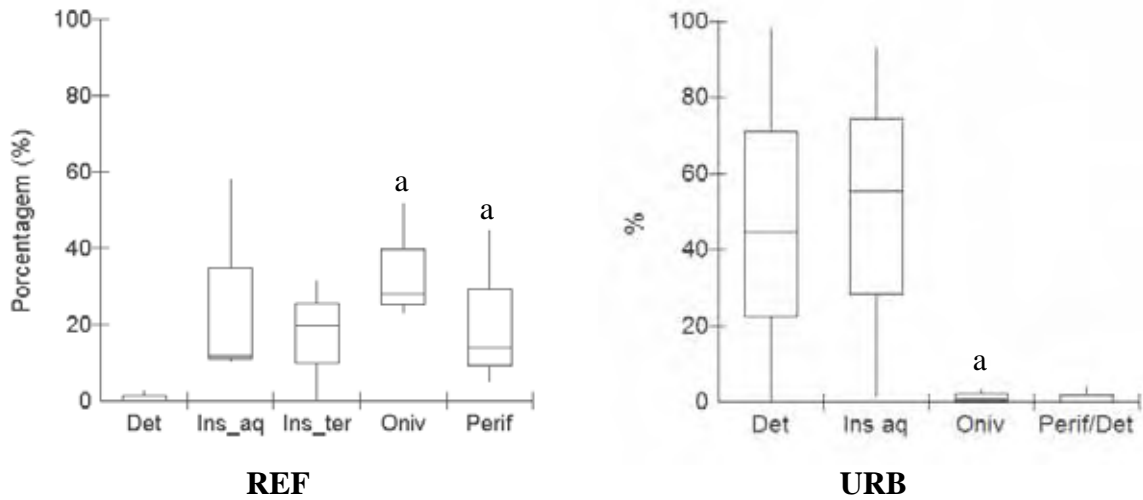 Porcentagem (%)
100
80
60
40
20
0
a
a
Det Ins_aq Ins_ter Oniv Perif
REF
%
100
80
60
40
20
0
a
Det Ins aq Oniv Perif/Det
URB